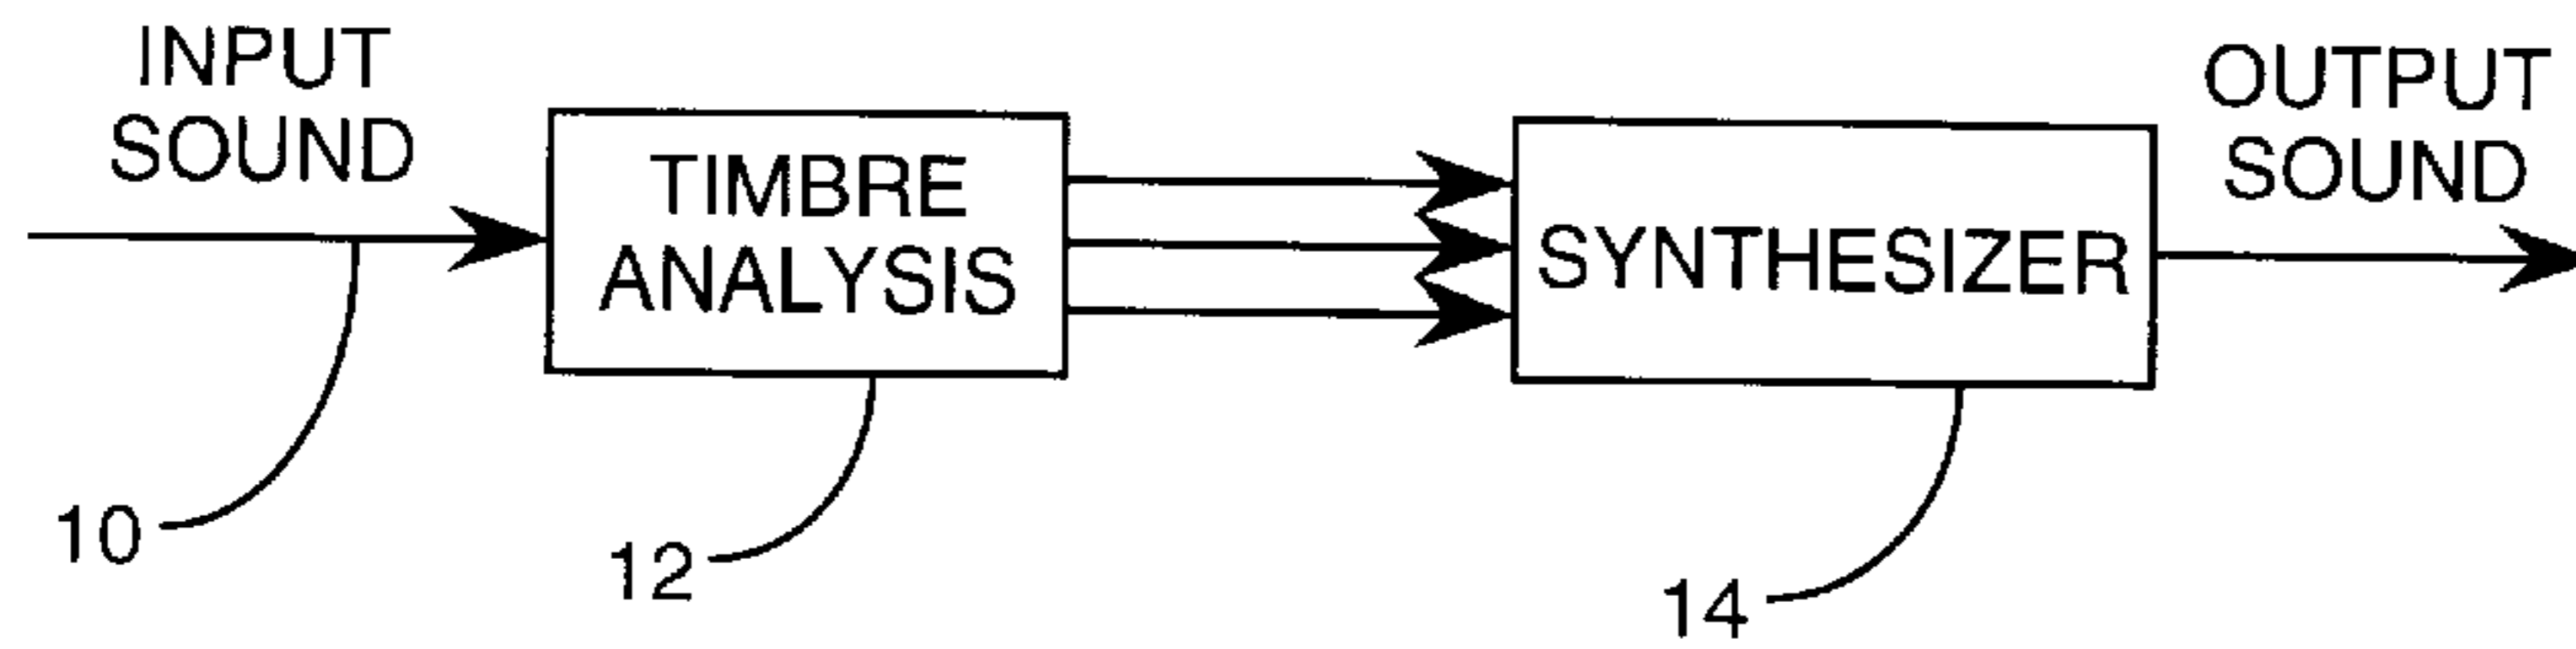 INPUT
SOUND
TIMBRE
ANALYSIS
SYNTHESIZER
OUTPUT
SOUND
10
12
14